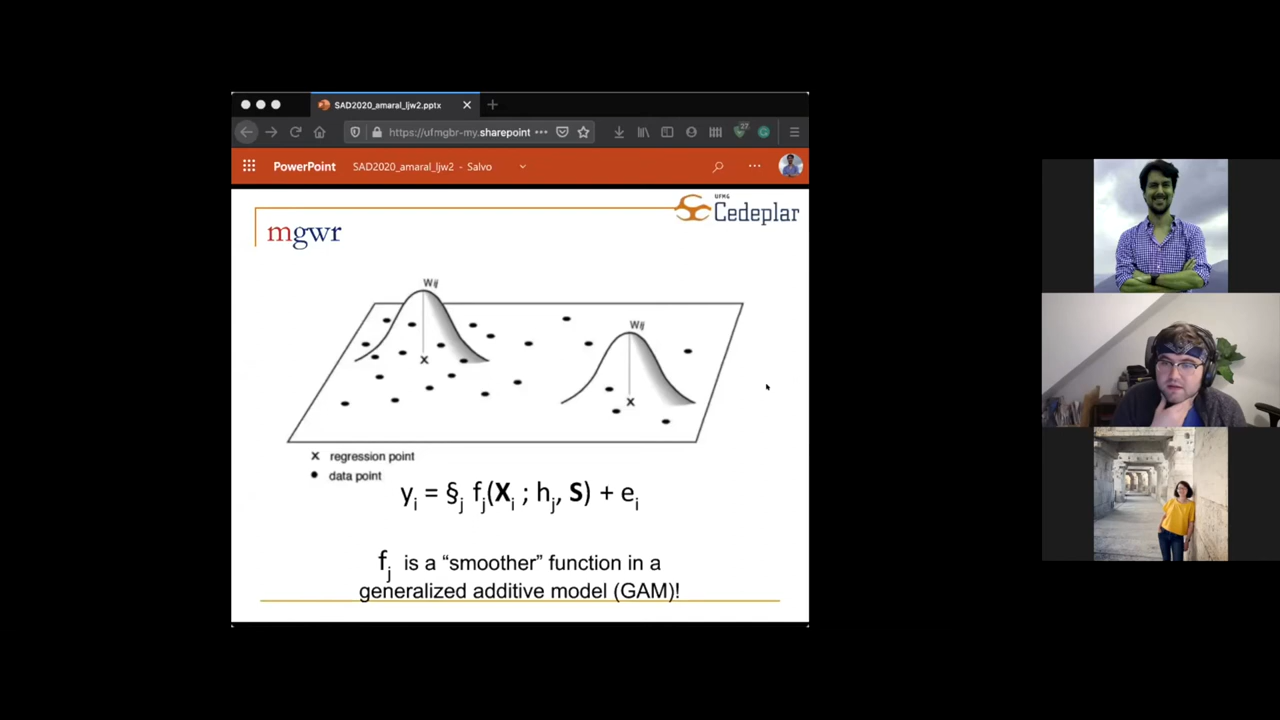 SAD2020_amaral_ljw2.pptx
https://ufmgbr-my.sharepoint
27
PowerPoint SAD2020_amaral_ljw2 - Salvo
UFMG
Cedeplar
mgwr
Wij
Wij
x
x
x regression point
data point
yi = §j fj(Xi ; hj, S) + ei
fj is a “smoother” function in a
generalized additive model (GAM)!